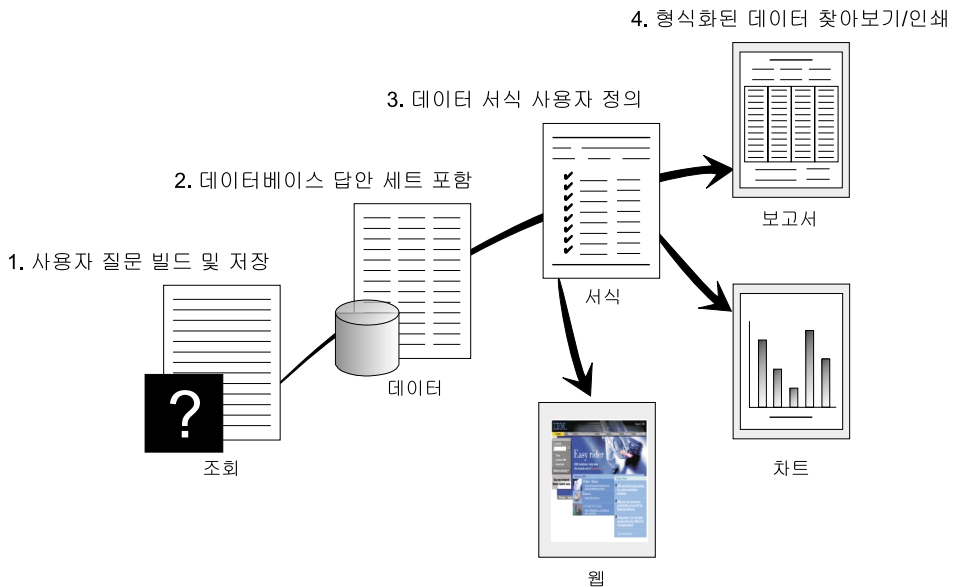 4. 형식화된 데이터 찾아보기/인쇄
3. 데이터 서식 사용자 정의
2. 데이터베이스 답안 세트 포함
1. 사용자 질문 빌드 및 저장
보고서
서식
데이터
?
조회
차트
IBM
Easy rider
웹